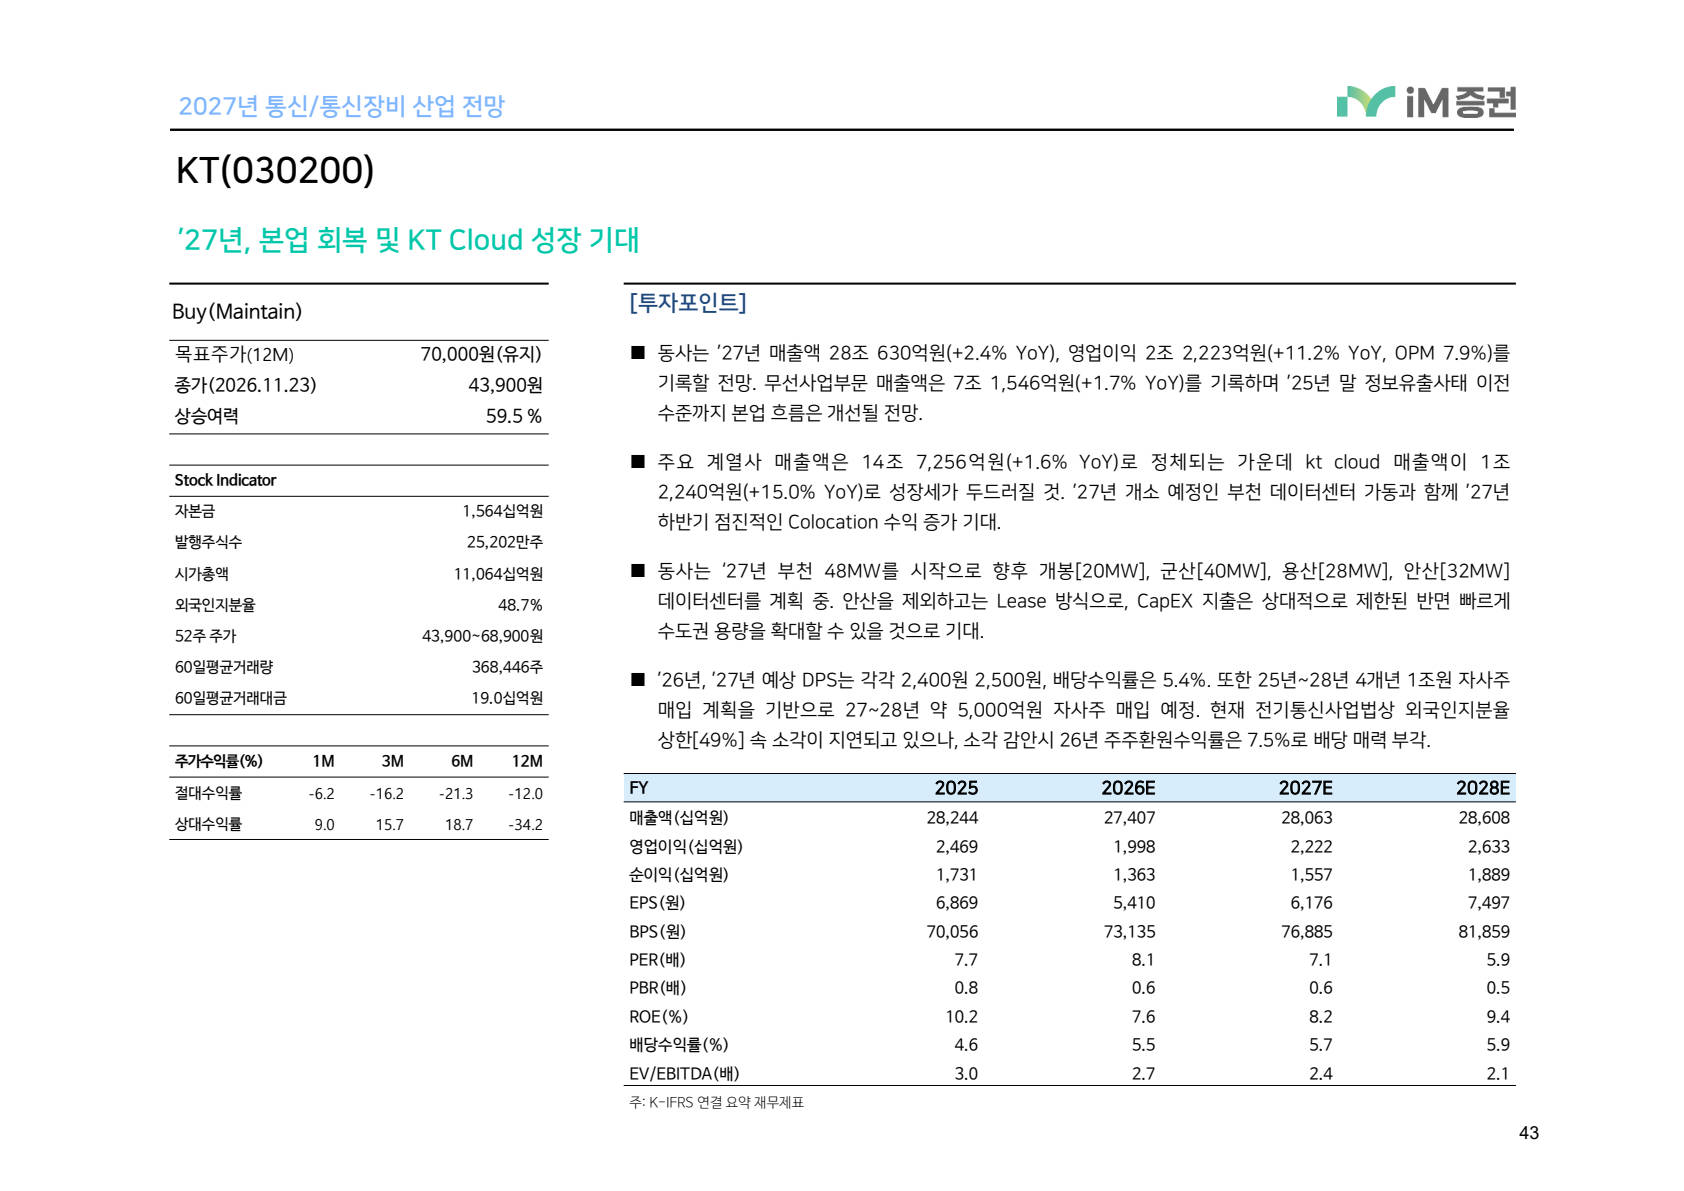 2027년 통신/통신장비 산업 전망
iM증권
KT(030200)
’27년, 본업 회복 및 KT Cloud 성장 기대
Buy(Maintain)
목표주가(12M) 70,000원(유지)
종가(2026.11.23) 43,900원
상승여력 59.5 %
Stock Indicator
자본금 1,564십억원
발행주식수 25,202만주
시가총액 11,064십억원
외국인지분율 48.7%
52주 주가 43,900~68,900원
60일평균거래량 368,446주
60일평균거래대금 19.0십억원
주가수익률(%) 1M 3M 6M 12M
절대수익률 -6.2 -16.2 -21.3 -12.0
상대수익률 9.0 15.7 18.7 -34.2
[투자포인트]
■ 동사는 ’27년 매출액 28조 630억원(+2.4% YoY), 영업이익 2조 2,223억원(+11.2% YoY, OPM 7.9%)를
기록할 전망. 무선사업부문 매출액은 7조 1,546억원(+1.7% YoY)를 기록하며 ‘25년 말 정보유출사태 이전
수준까지 본업 흐름은 개선될 전망.
■ 주요 계열사 매출액은 14조 7,256억원(+1.6% YoY)로 정체되는 가운데 kt cloud 매출액이 1조
2,240억원(+15.0% YoY)로 성장세가 두드러질 것. ’27년 개소 예정인 부천 데이터센터 가동과 함께 ’27년
하반기 점진적인 Colocation 수익 증가 기대.
■ 동사는 ‘27년 부천 48MW를 시작으로 향후 개봉[20MW], 군산[40MW], 용산[28MW], 안산[32MW]
데이터센터를 계획 중. 안산을 제외하고는 Lease 방식으로, CapEX 지출은 상대적으로 제한된 반면 빠르게
수도권 용량을 확대할 수 있을 것으로 기대.
■ ’26년, ’27년 예상 DPS는 각각 2,400원 2,500원, 배당수익률은 5.4%. 또한 25년~28년 4개년 1조원 자사주
매입 계획을 기반으로 27~28년 약 5,000억원 자사주 매입 예정. 현재 전기통신사업법상 외국인지분율
상한[49%] 속 소각이 지연되고 있으나, 소각 감안시 26년 주주환원수익률은 7.5%로 배당 매력 부각.
FY 2025 2026E 2027E 2028E
매출액(십억원) 28,244 27,407 28,063 28,608
영업이익(십억원) 2,469 1,998 2,222 2,633
순이익(십억원) 1,731 1,363 1,557 1,889
EPS(원) 6,869 5,410 6,176 7,497
BPS(원) 70,056 73,135 76,885 81,859
PER(배) 7.7 8.1 7.1 5.9
PBR(배) 0.8 0.6 0.6 0.5
ROE(%) 10.2 7.6 8.2 9.4
배당수익률(%) 4.6 5.5 5.7 5.9
EV/EBITDA(배) 3.0 2.7 2.4 2.1
주: K-IFRS 연결 요약 재무제표
43